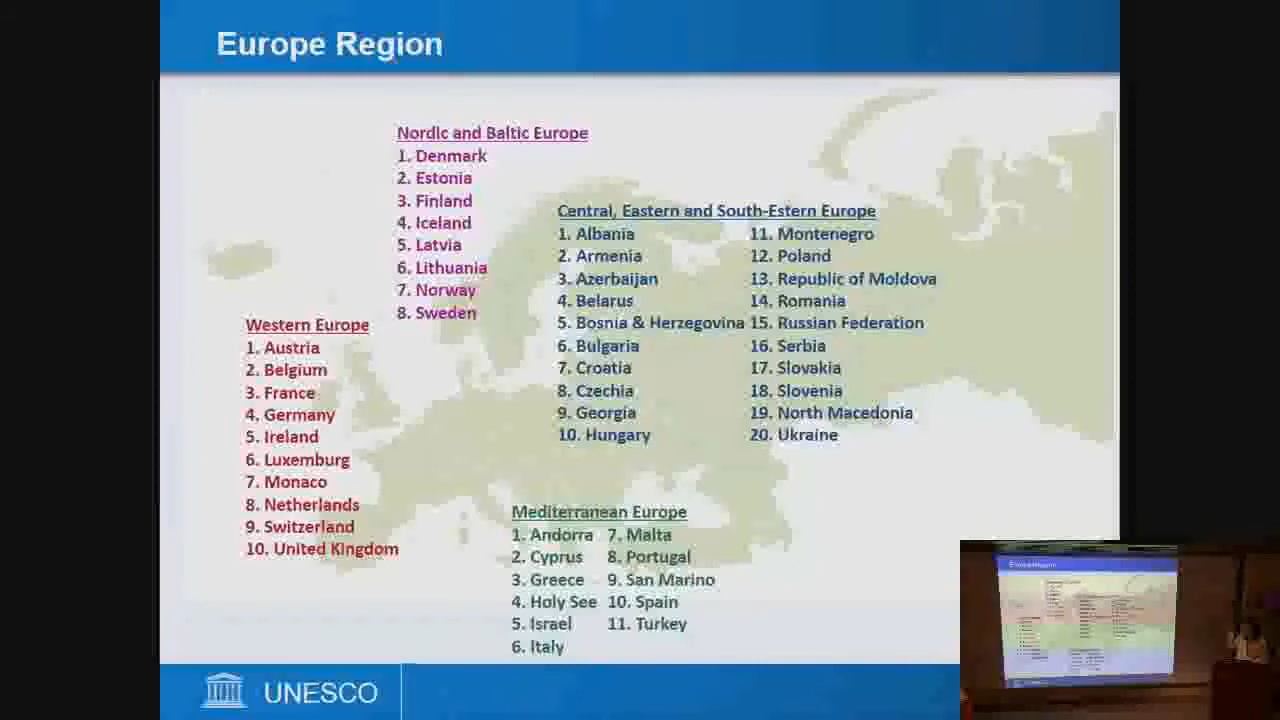 Europe Region
Nordic and Baltic Europe
1. Denmark
2. Estonia
3. Finland
4. Iceland
5. Latvia
6. Lithuania
7. Norway
8. Sweden
Central, Eastern and South-Estern Europe
1. Albania
2. Armenia
3. Azerbaijan
4. Belarus
5. Bosnia & Herzegovina
6. Bulgaria
7. Croatia
8. Czechia
9. Georgia
10. Hungary
11. Montenegro
12. Poland
13. Republic of Moldova
14. Romania
15. Russian Federation
16. Serbia
17. Slovakia
18. Slovenia
19. North Macedonia
20. Ukraine
Western Europe
1. Austria
2. Belgium
3. France
4. Germany
5. Ireland
6. Luxemburg
7. Monaco
8. Netherlands
9. Switzerland
10. United Kingdom
Mediterranean Europe
1. Andorra
2. Cyprus
3. Greece
4. Holy See
5. Israel
6. Italy
7. Malta
8. Portugal
9. San Marino
10. Spain
11. Turkey
UNESCO
Europe Region